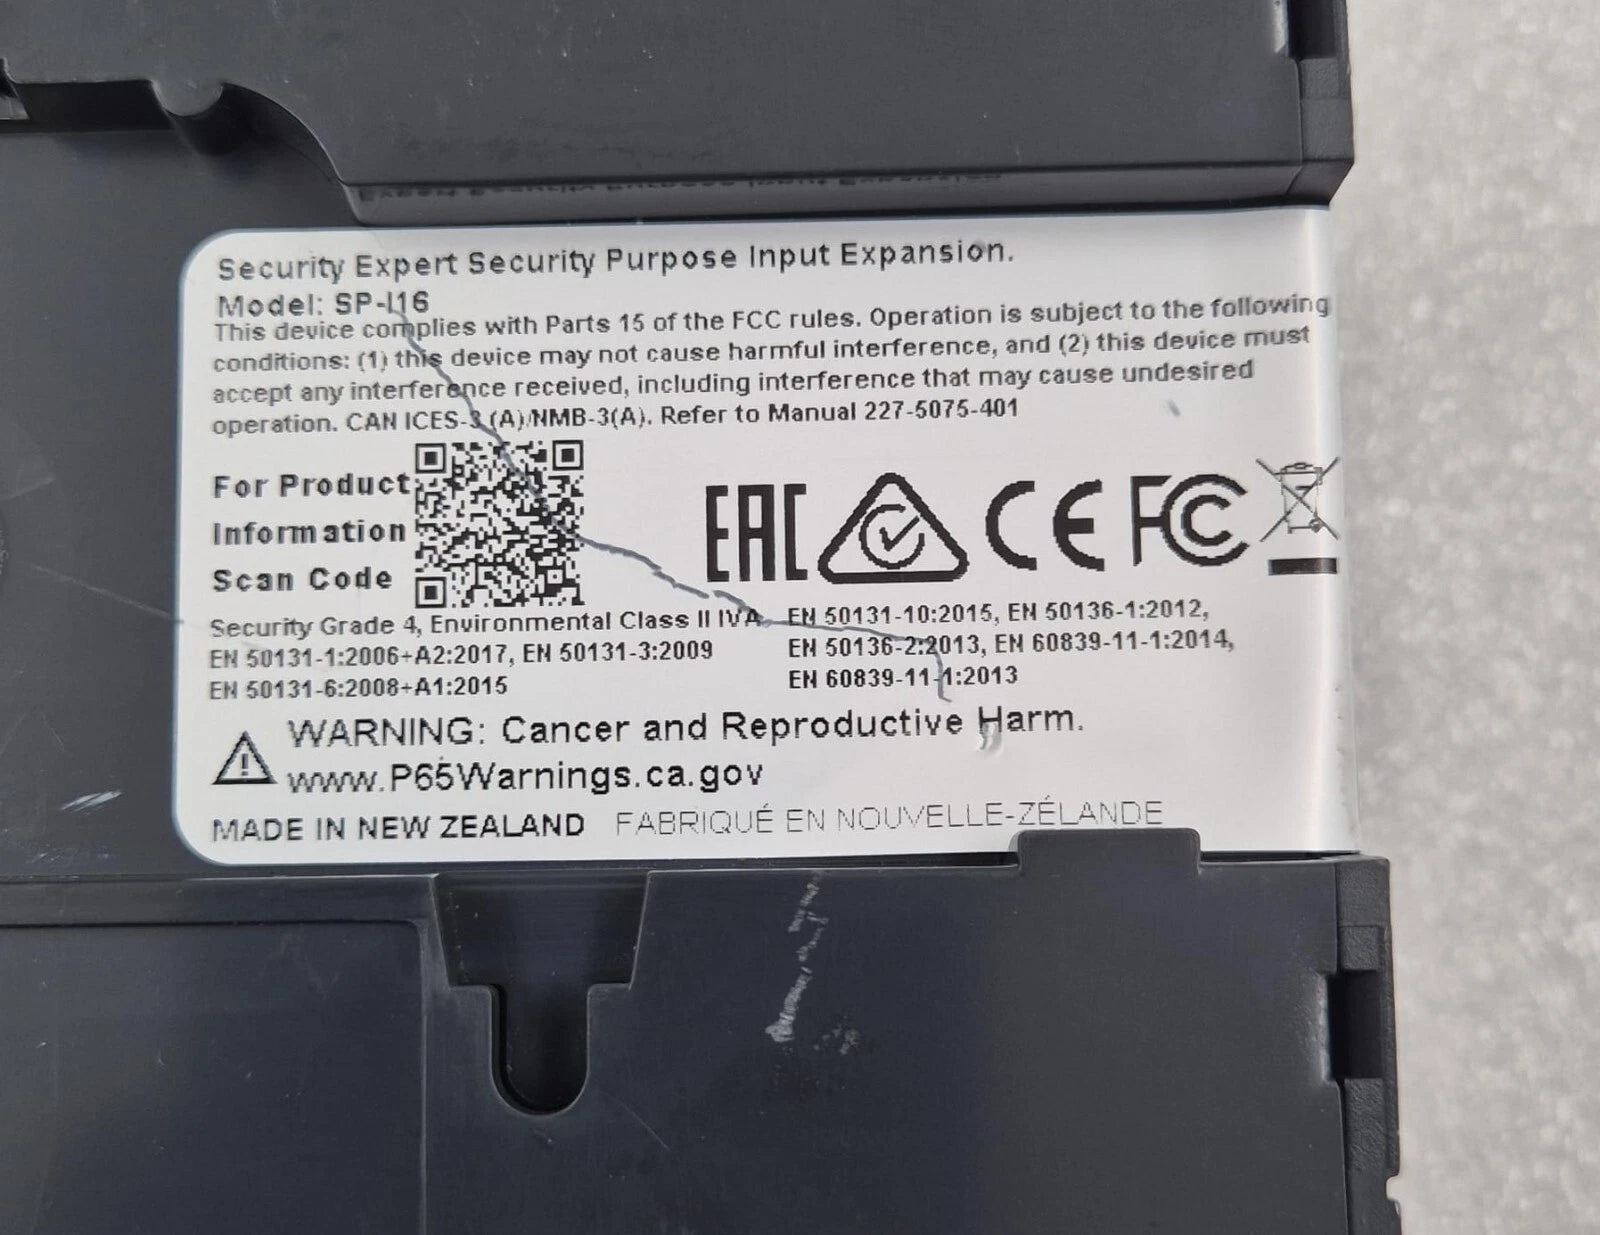 Security Expert Security Purpose Input Expansion.
Model: SP-I16
This device complies with Parts 15 of the FCC rules. Operation is subject to the following
conditions: (1) this device may not cause harmful interference, and (2) this device must
accept any interference received, including interference that may cause undesired
operation. CAN ICES-3 (A)/NMB-3(A). Refer to Manual 227-5075-401
For Product
Information
Scan Code
EAC CE FC
Security Grade 4, Environmental Class II IVA
EN 50131-1:2006+A2:2017, EN 50131-3:2009
EN 50131-6:2008+A1:2015
EN 50131-10:2015, EN 50136-1:2012,
EN 50136-2:2013, EN 60839-11-1:2014,
EN 60839-11-1:2013
WARNING: Cancer and Reproductive Harm.
www.P65Warnings.ca.gov
MADE IN NEW ZEALAND FABRIQUÉ EN NOUVELLE-ZÉLANDE